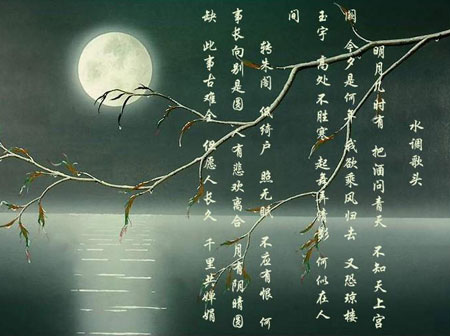 水调歌头
明月几时有 把酒问青天 不知天上宫
阙 今夕是何年 我欲乘风归去 又恐琼楼
玉宇 高处不胜寒 起舞弄清影 何似在人
间
转朱阁 低绮户 照无眠 不应有恨 何
事长向别是圆 人有悲欢离合 月有阴晴圆
缺 此事古难全 但愿人长久 千里共婵娟